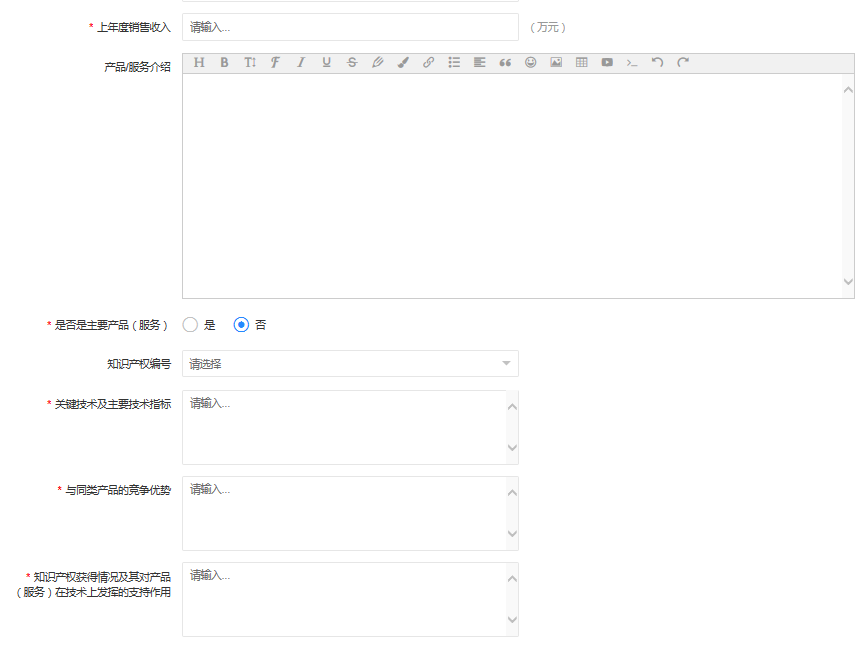 * 上年度销售收入 请输入... （万元）
产品/服务介绍 H B T F I U S
* 是否是主要产品（服务） 是 否
知识产权编号 请选择
* 关键技术及主要技术指标 请输入...
* 与同类产品的竞争优势 请输入...
* 知识产权获得情况及其对产品 请输入...
（服务）在技术上发挥的支持作用